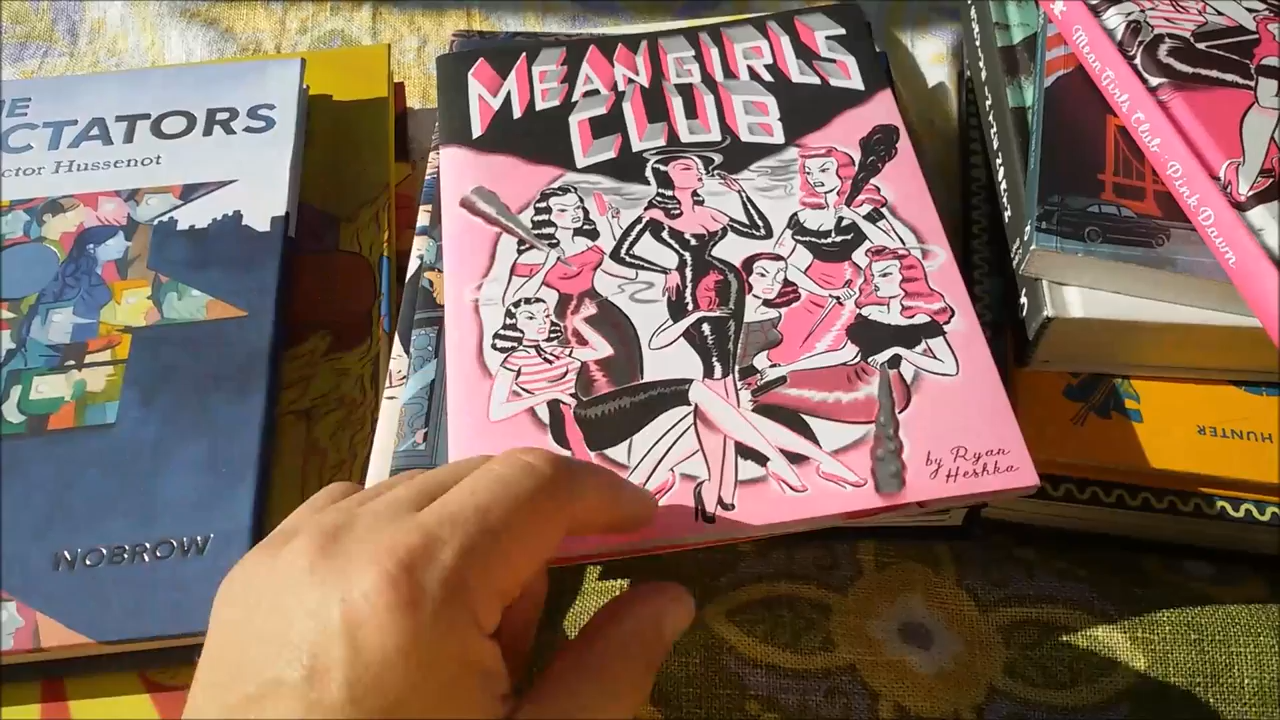 CTATORS
ctor Hussenot
NOBROW
MEAN GIRLS
CLUB
by Ryan
Heshka
Mean Girls Club: Pink Dawn
HUNTER